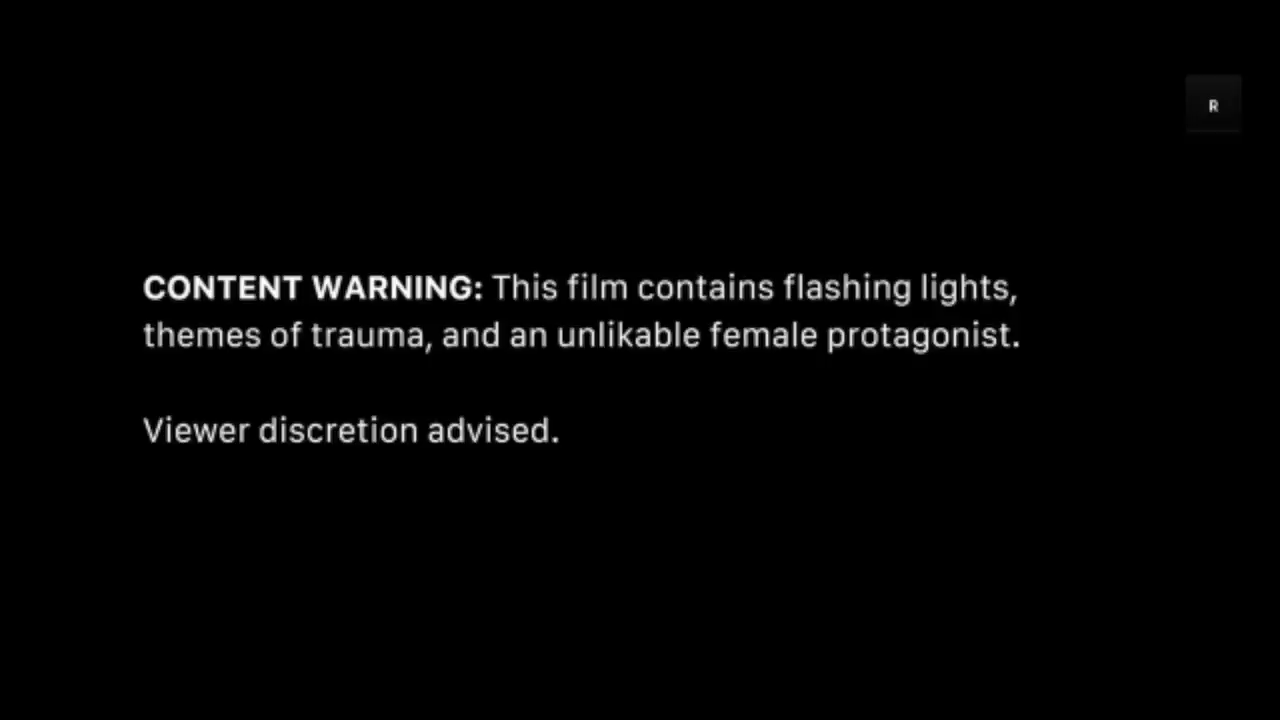 R
CONTENT WARNING: This film contains flashing lights,
themes of trauma, and an unlikable female protagonist.
Viewer discretion advised.